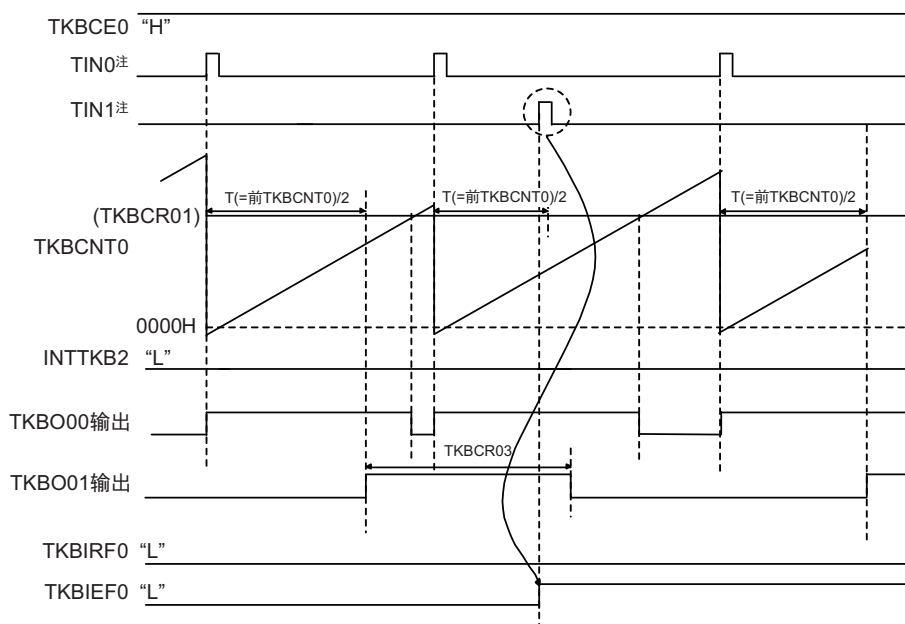 TKBCE0 “H”
TIN0注
TIN1注
T(=前TKBCNT0)/2
T(=前TKBCNT0)/2
T(=前TKBCNT0)/2
(TKBCR01)
TKBCNT0
0000H
INTTKB2 “L”
TKBO00输出
TKBCR03
TKBO01输出
TKBIRF0 “L”
TKBIEF0 “L”